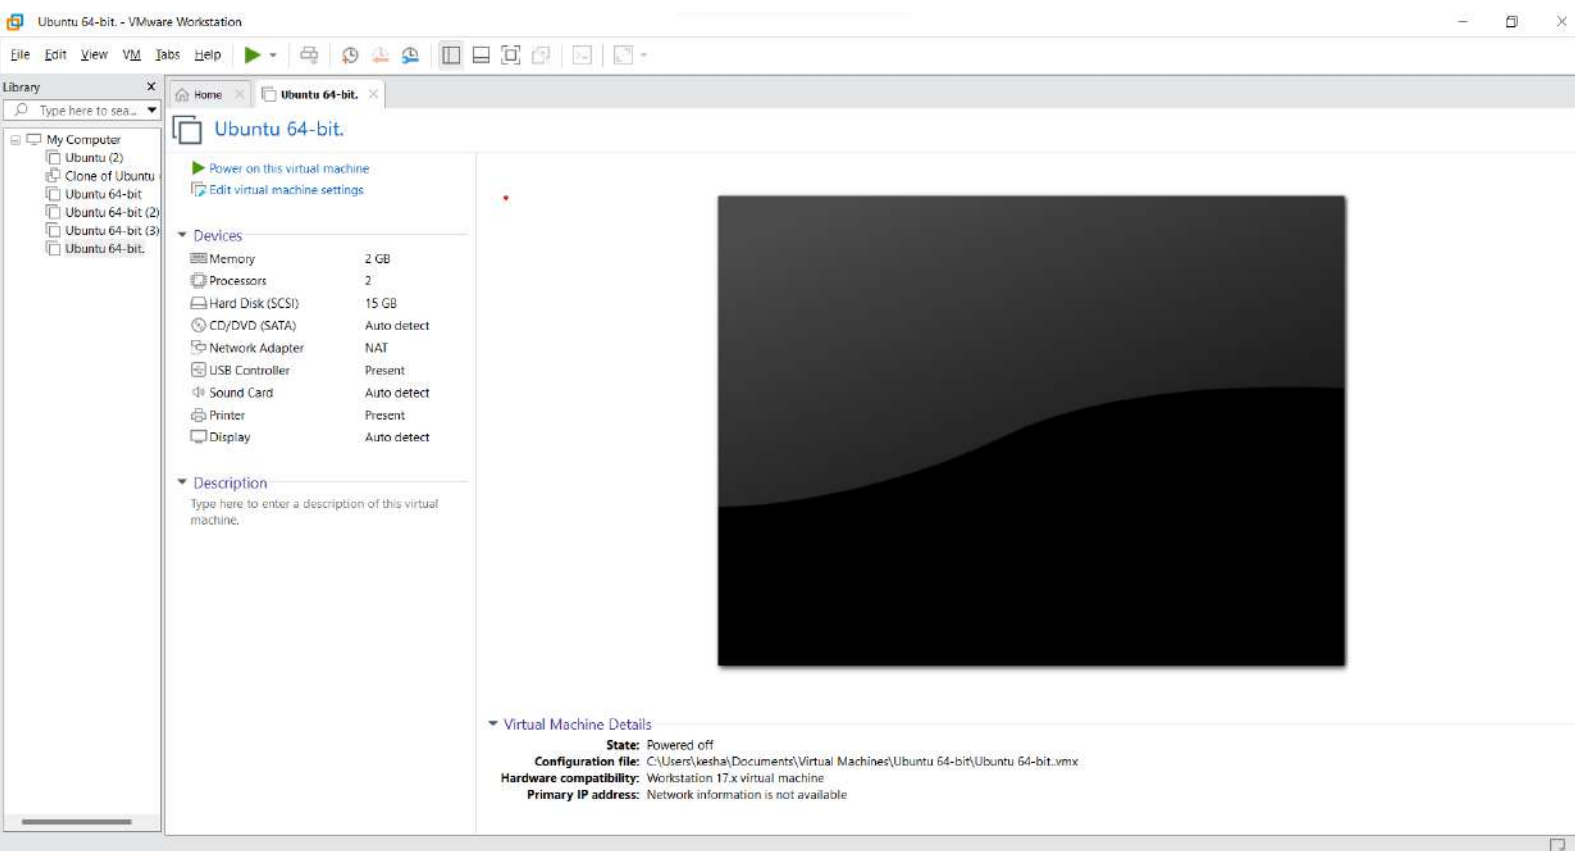 Ubuntu 64-bit. - VMware Workstation
File Edit View VM Tabs Help
Library
Type here to sea...
My Computer
Ubuntu (2)
Clone of Ubuntu
Ubuntu 64-bit
Ubuntu 64-bit (2)
Ubuntu 64-bit (3)
Ubuntu 64-bit.
Home
Ubuntu 64-bit.
Ubuntu 64-bit.
Power on this virtual machine
Edit virtual machine settings
Devices
Memory 2 GB
Processors 2
Hard Disk (SCSI) 15 GB
CD/DVD (SATA) Auto detect
Network Adapter NAT
USB Controller Present
Sound Card Auto detect
Printer Present
Display Auto detect
Description
Type here to enter a description of this virtual
machine.
Virtual Machine Details
State: Powered off
Configuration file: C:\Users\kesha\Documents\Virtual Machines\Ubuntu 64-bit\Ubuntu 64-bit..vmx
Hardware compatibility: Workstation 17.x virtual machine
Primary IP address: Network information is not available